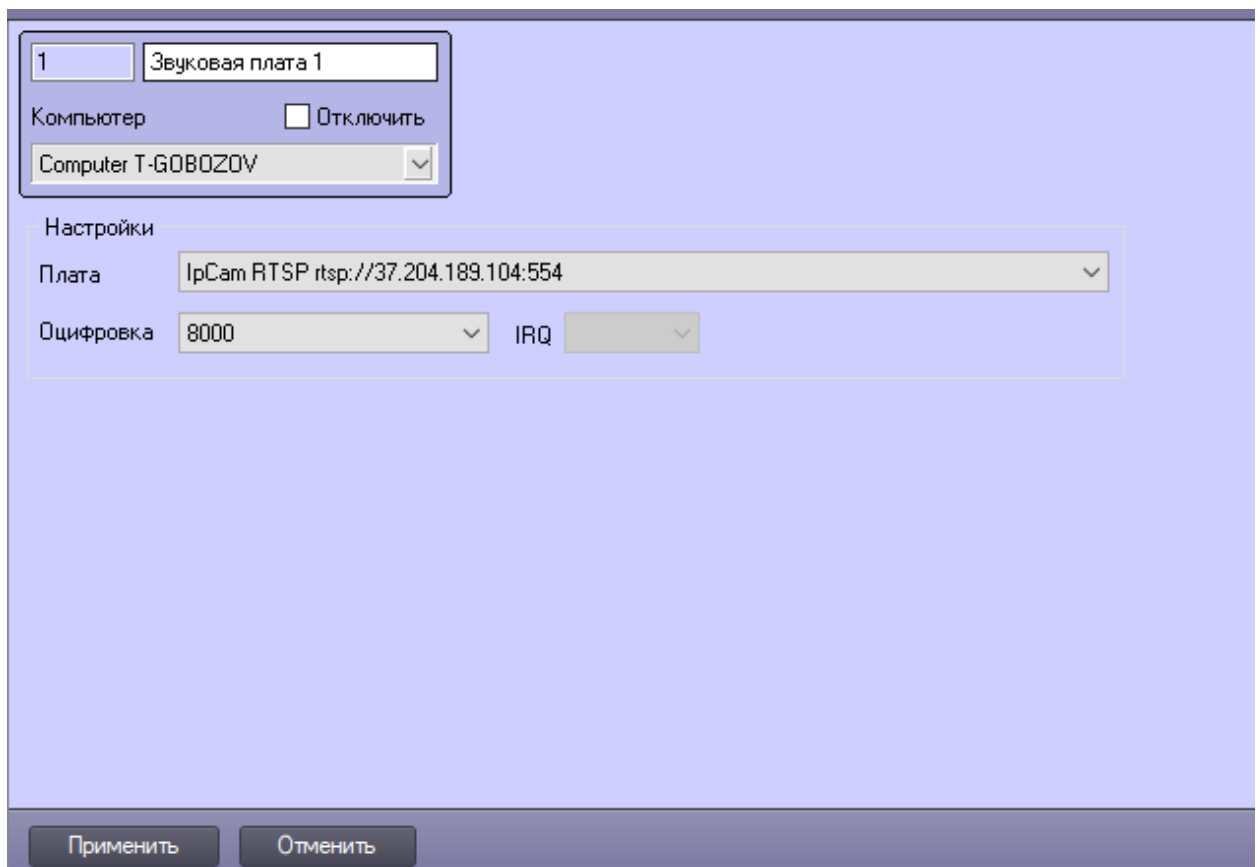 1 Звуковая плата 1
Компьютер Отключить
Computer T-GOBOZOV
Настройки
Плата IpCam RTSP rtsp://37.204.189.104:554
Оцифровка 8000 IRQ
Применить Отменить